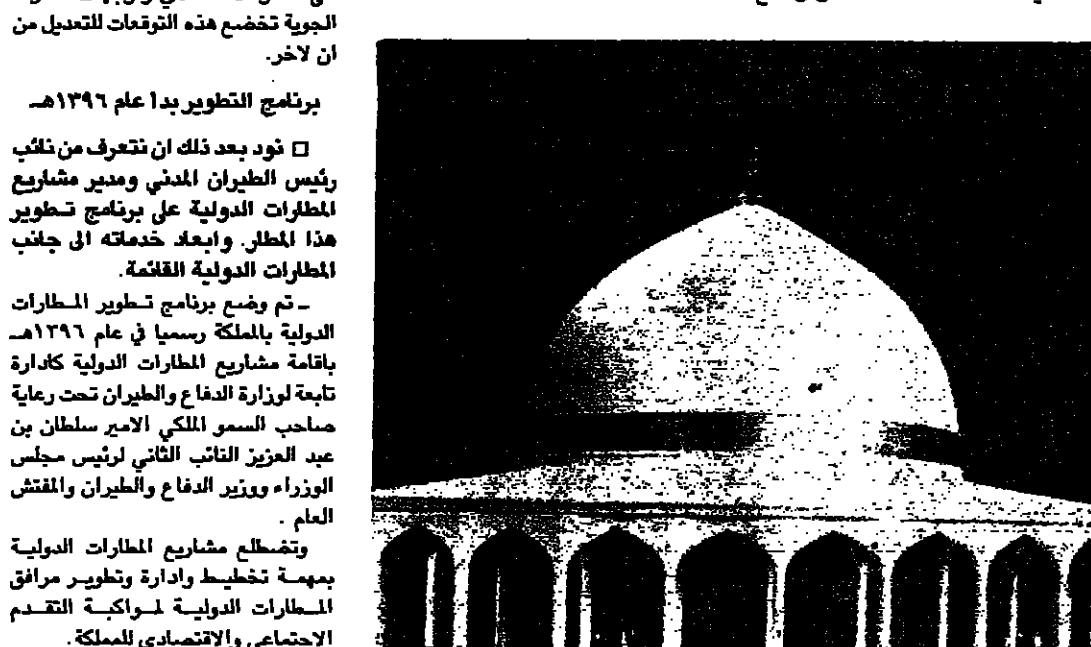 الجوية تخضع هذه التوقعات للتعديل من
ان لاخر.
برنامج التطوير بدا عام ١٣٩٦هـ
□ نود بعد ذلك ان نتعرف من نائب
رئيس الطيران المدني ومدير مشاريع
المطارات الدولية على برنامج تطوير
هذا المطار. وابعاد خدماته الى جانب
المطارات الدولية القائمة.
ـ تم وضع برنامج تطوير المطارات
الدولية بالمملكة رسميا في عام ١٣٩٦هـ
باقامة مشاريع المطارات الدولية كادارة
تابعة لوزارة الدفاع والطيران تحت رعاية
صاحب السمو الملكي الامير سلطان بن
عبد العزيز النائب الثاني لرئيس مجلس
الوزراء ووزير الدفاع والطيران والمفتش
العام .
وتضطلع مشاريع المطارات الدولية
بمهمة تخطيط وادارة وتطوير مرافق
المطارات الدولية لمواكبة التقدم
الاجتماعي والاقتصادي للمملكة.